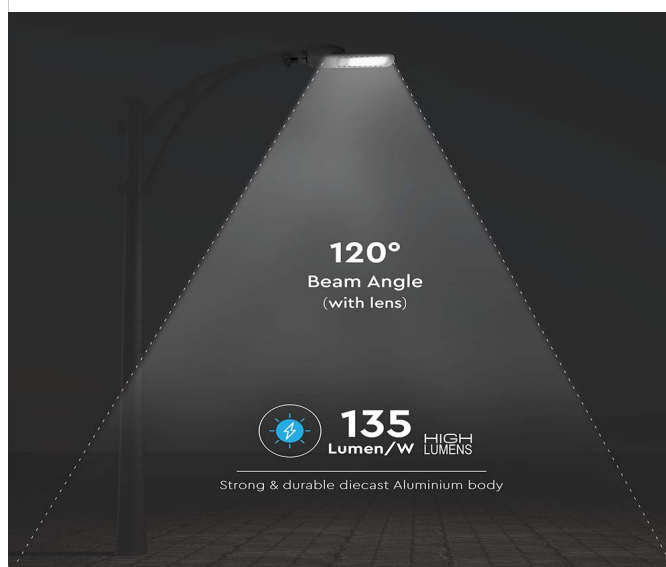 120°
Beam Angle
(with lens)
135
Lumen/W
HIGH
LUMENS
Strong & durable diecast Aluminium body